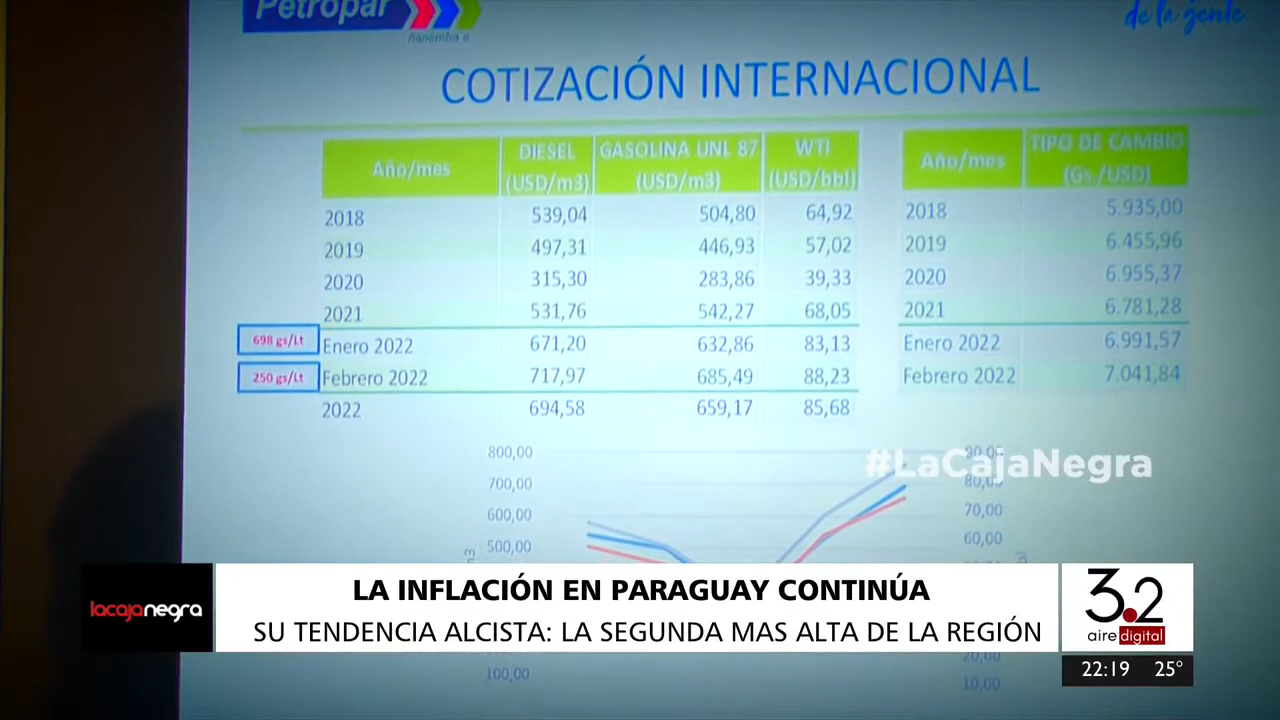 Petropar
ñanemba'e
de la gente
COTIZACIÓN INTERNACIONAL
Año/mes DIESEL (USD/m3) GASOLINA UNL 87 (USD/m3) WTI (USD/bbl)
2018 539,04 504,80 64,92
2019 497,31 446,93 57,02
2020 315,30 283,86 39,33
2021 531,76 542,27 68,05
698 gs/Lt Enero 2022 671,20 632,86 83,13
250 gs/Lt Febrero 2022 717,97 685,49 88,23
2022 694,58 659,17 85,68
Año/mes TIPO DE CAMBIO (Gs./USD)
2018 5.935,00
2019 6.455,96
2020 6.955,37
2021 6.781,28
Enero 2022 6.991,57
Febrero 2022 7.041,84
800,00
700,00
600,00
500,00
100,00
90,00
80,00
70,00
60,00
20,00
10,00
#LaCajaNegra
lacajanegra
LA INFLACIÓN EN PARAGUAY CONTINÚA
SU TENDENCIA ALCISTA: LA SEGUNDA MAS ALTA DE LA REGIÓN
3.2
aire digital
22:19 25°